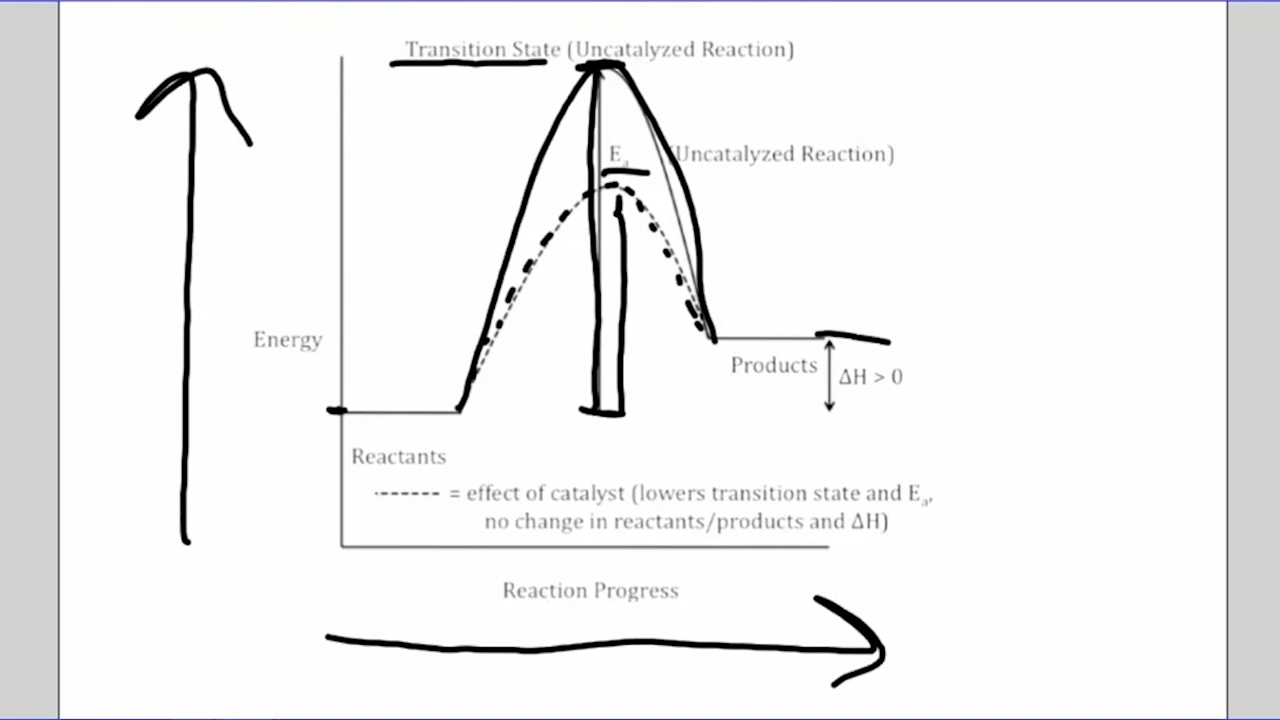 Transition State (Uncatalyzed Reaction)
Eₐ (Uncatalyzed Reaction)
Energy
Products
ΔH > 0
Reactants
------- = effect of catalyst (lowers transition state and Eₐ,
no change in reactants/products and ΔH)
Reaction Progress